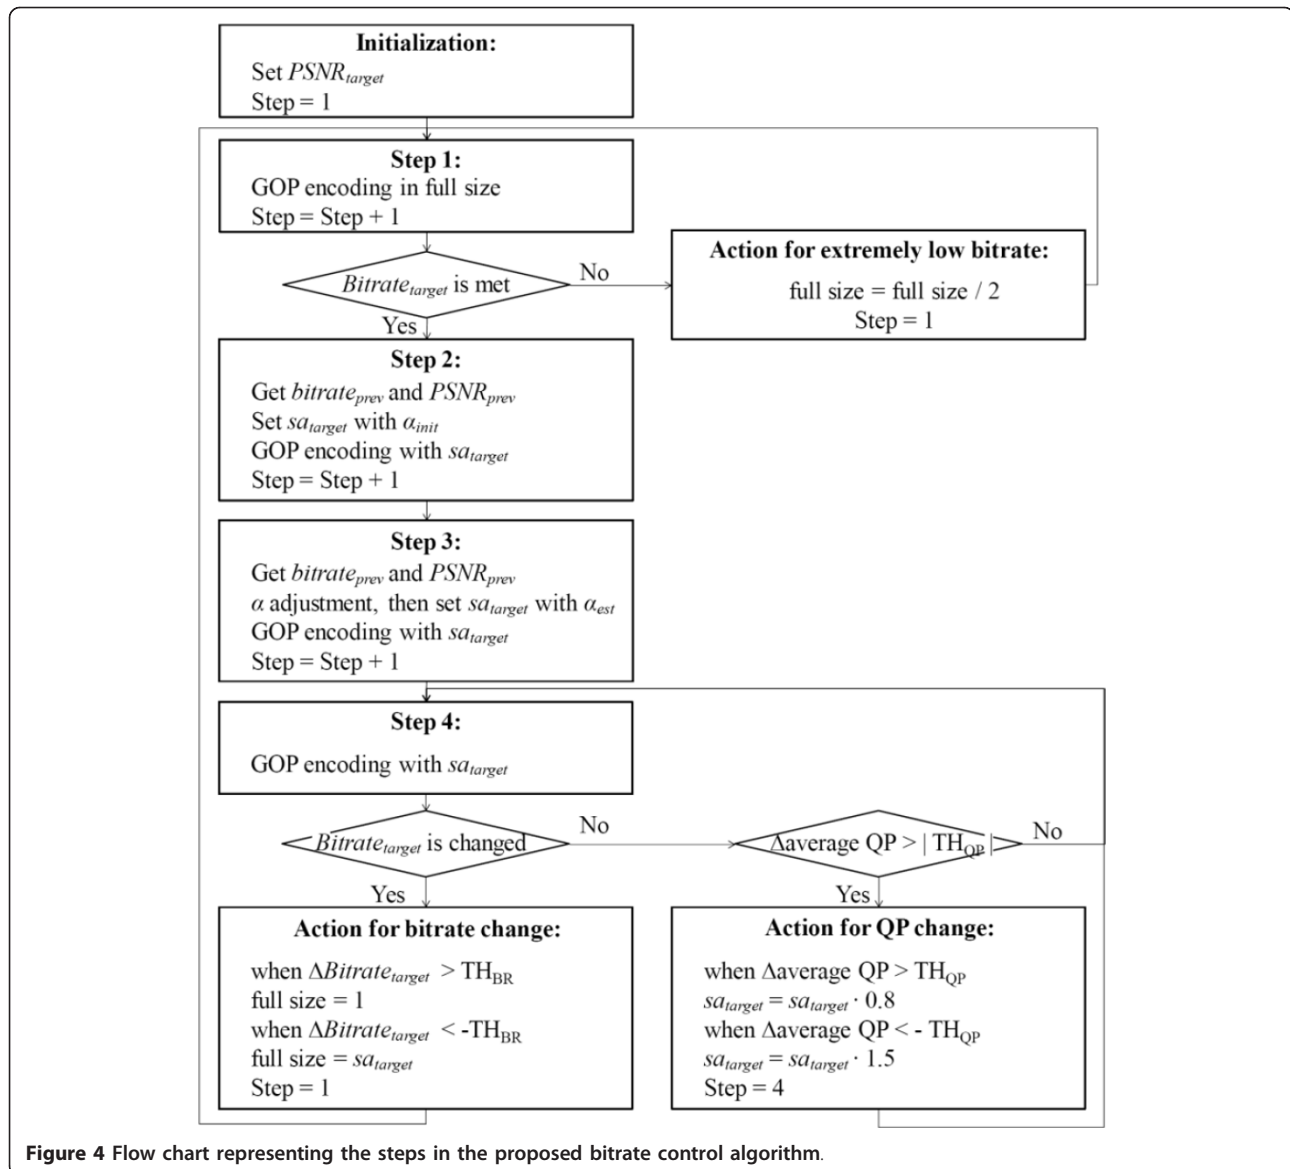 Initialization:
Set PSNRtarget
Step = 1
Step 1:
GOP encoding in full size
Step = Step + 1
Bitratetarget is met
No
Yes
Action for extremely low bitrate:
full size = full size / 2
Step = 1
Step 2:
Get bitrateprev and PSNRprev
Set satarget with αinit
GOP encoding with satarget
Step = Step + 1
Step 3:
Get bitrateprev and PSNRprev
α adjustment, then set satarget with αest
GOP encoding with satarget
Step = Step + 1
Step 4:
GOP encoding with satarget
Bitratetarget is changed
No
Δaverage QP > | THQP |
No
Yes
Yes
Action for bitrate change:
when ΔBitratetarget > THBR
full size = 1
when ΔBitratetarget < -THBR
full size = satarget
Step = 1
Action for QP change:
when Δaverage QP > THQP
satarget = satarget · 0.8
when Δaverage QP < - THQP
satarget = satarget · 1.5
Step = 4
Figure 4 Flow chart representing the steps in the proposed bitrate control algorithm.